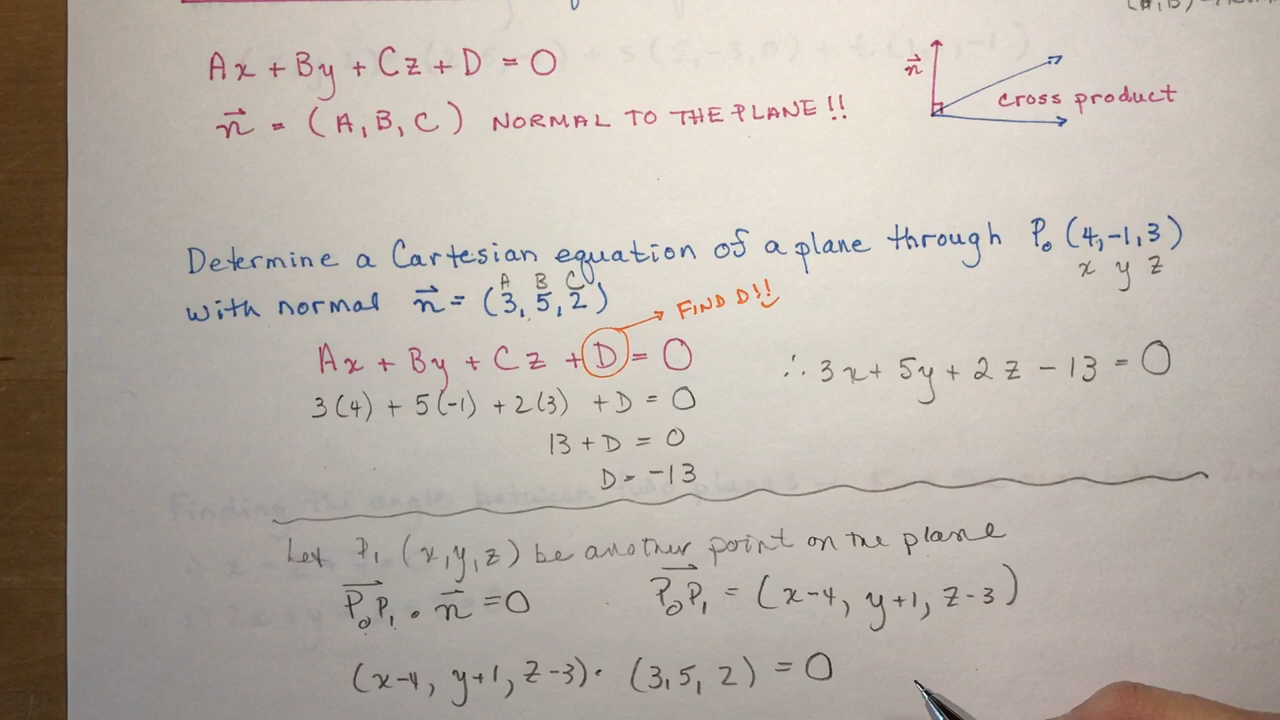 Ax + By + Cz + D = 0
n⃗ = (A, B, C) NORMAL TO THE PLANE!!
n⃗
cross product
Determine a Cartesian equation of a plane through P₀ (4,-1,3)
x y z
A B C
with normal n⃗ = (3, 5, 2)
FIND D!!
Ax + By + Cz + D = 0
3(4) + 5(-1) + 2(3) + D = 0
13 + D = 0
D = -13
∴ 3x + 5y + 2z - 13 = 0
Let P₁ (x,y,z) be another point on the plane
P₀P₁⃗ • n⃗ = 0
P₀P₁⃗ = (x-4, y+1, z-3)
(x-4, y+1, z-3) • (3, 5, 2) = 0